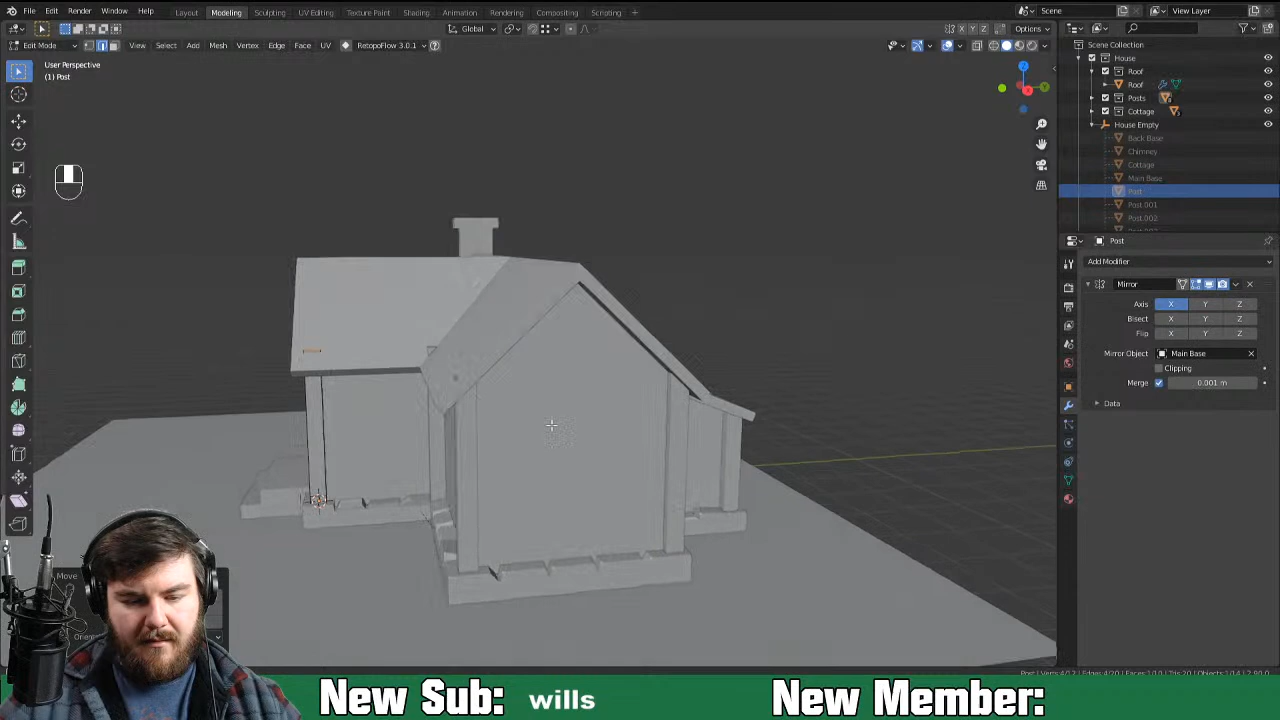 File Edit Render Window Help Layout Modeling Sculpting UV Editing Texture Paint Shading Animation Rendering Compositing Scripting + Scene View Layer
Edit Mode View Select Add Mesh Vertex Edge Face UV RetopoFlow 3.0.1 Global X Y Z Options
User Perspective
(1) Post
Scene Collection
House
Roof
Roof
Posts
Cottage
House Empty
Back Base
Chimney
Cottage
Main Base
Post
Post.001
Post.002
Post
Add Modifier
Mirror
Axis X Y Z
Bisect X Y Z
Flip X Y Z
Mirror Object Main Base
Clipping
Merge 0.001 m
Data
Move
New Sub: wills
New Member: